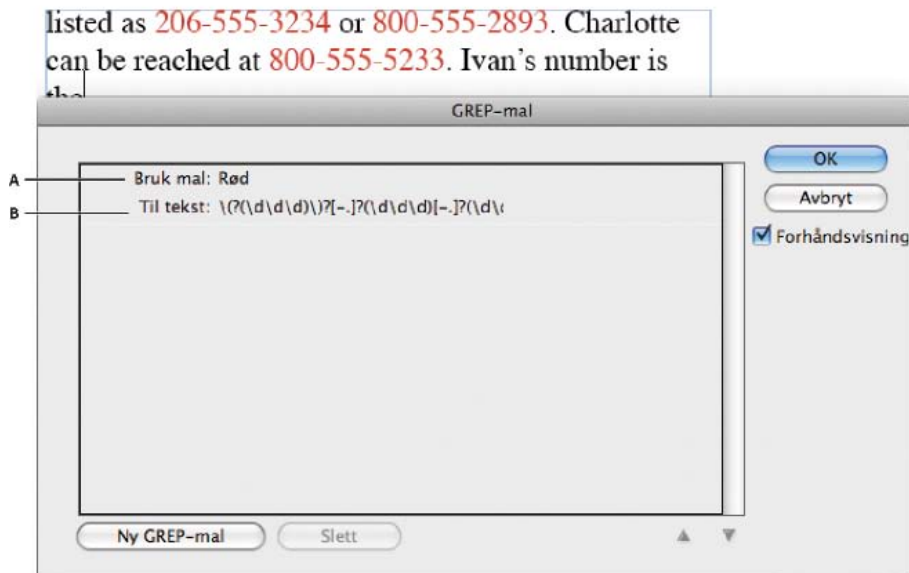 listed as 206-555-3234 or 800-555-2893. Charlotte
can be reached at 800-555-5233. Ivan’s number is
the
GREP-mal
A
Bruk mal: Rød
B
Til tekst: \(?(\d\d\d)\)?[-.]?(\d\d\d)[-.]?(\d\
OK
Avbryt
Forhåndsvisning
Ny GREP-mal
Slett